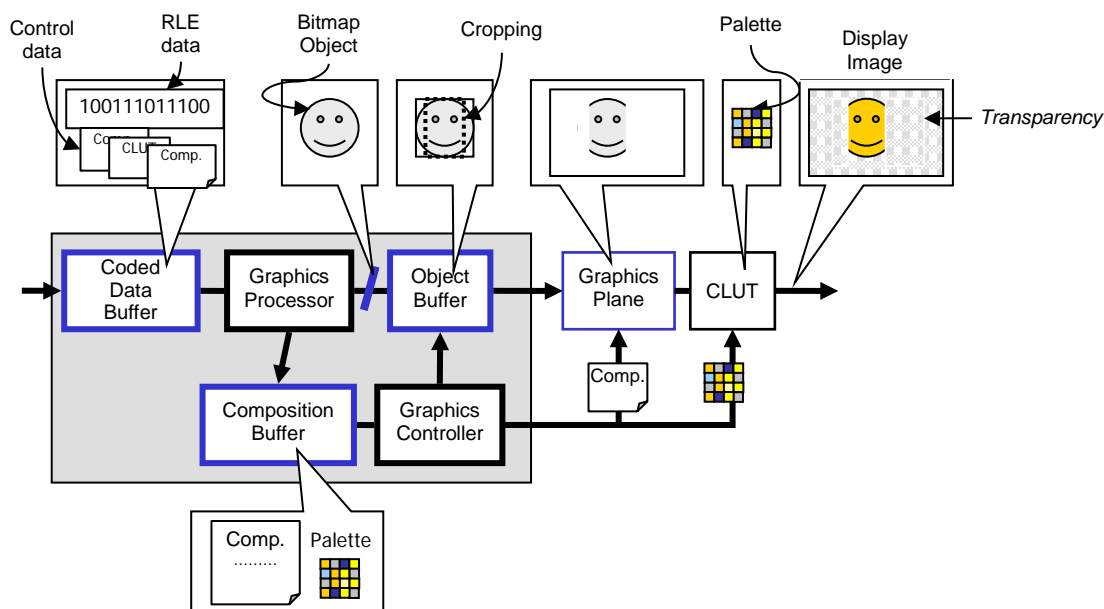 Control
data
RLE
data
Bitmap
Object
Cropping
Palette
Display
Image
Transparency
100111011100
Comp.
CLUT
Comp.
Coded
Data
Buffer
Graphics
Processor
Object
Buffer
Graphics
Plane
CLUT
Comp.
Composition
Buffer
Graphics
Controller
Comp.
.........
Palette